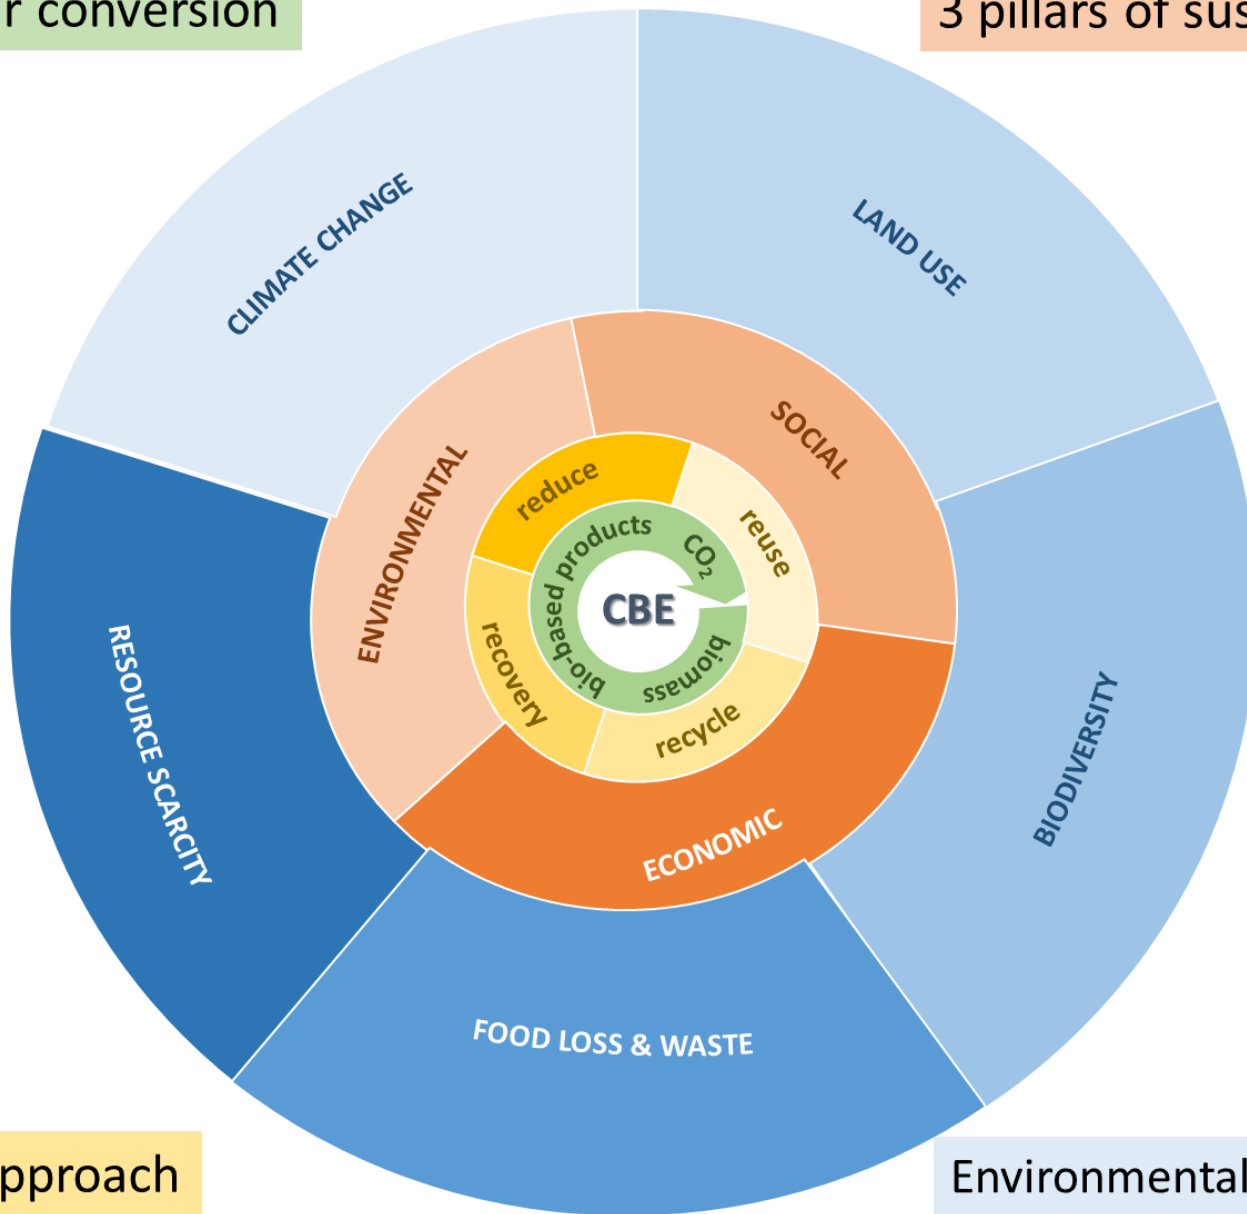 r conversion
3 pillars of sus
CLIMATE CHANGE
LAND USE
SOCIAL
ENVIRONMENTAL
reduce
reuse
bio-based products
CO₂
CBE
biomass
recovery
recycle
RESOURCE SCARCITY
BIODIVERSITY
ECONOMIC
FOOD LOSS & WASTE
pproach
Environmental